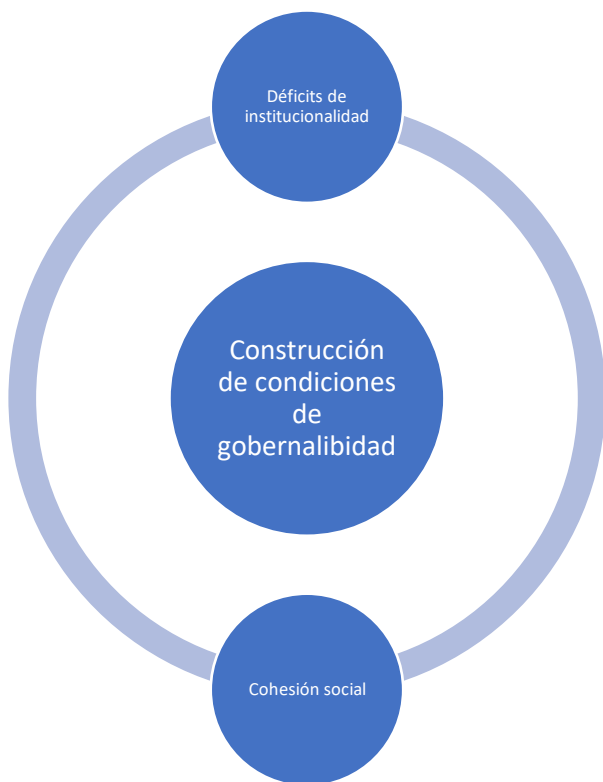 Déficits de
institucionalidad
Construcción
de condiciones
de
gobernalibidad
Cohesión social